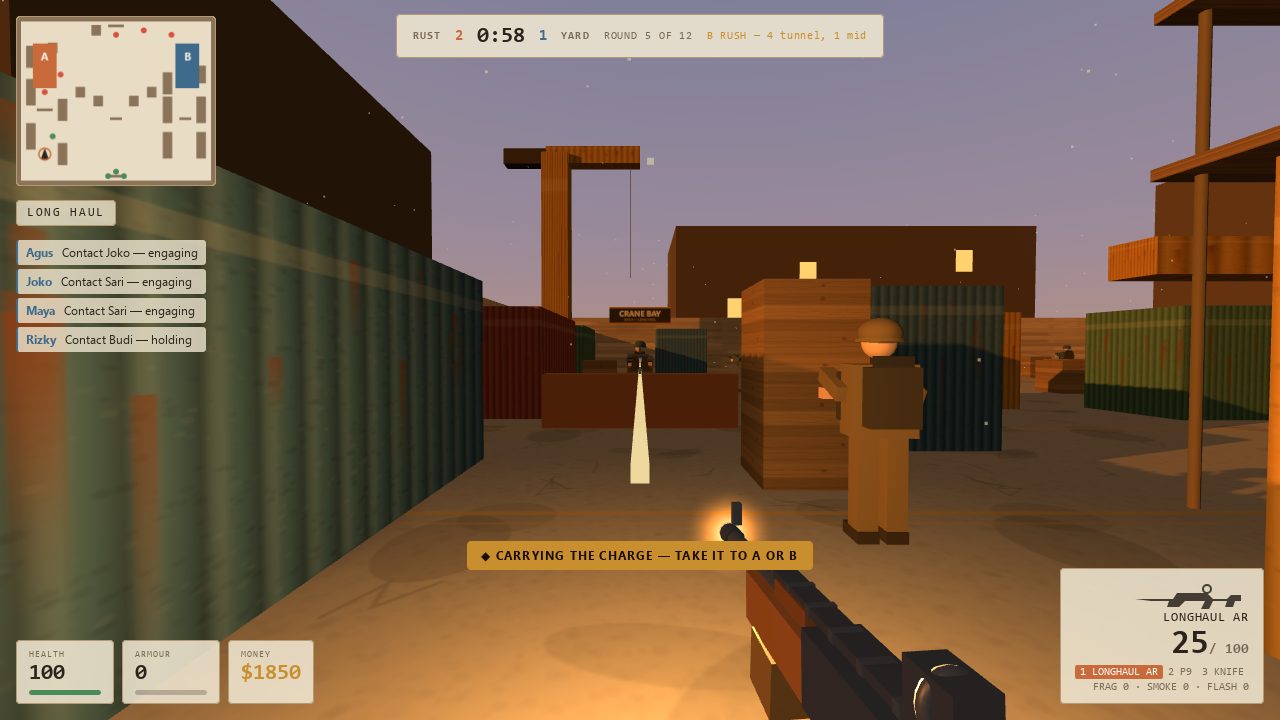 A
B
RUST 2 0:58 1 YARD ROUND 5 OF 12 B RUSH — 4 tunnel, 1 mid
LONG HAUL
Agus Contact Joko — engaging
Joko Contact Sari — engaging
Maya Contact Sari — engaging
Rizky Contact Budi — holding
CRANE BAY
◆ CARRYING THE CHARGE — TAKE IT TO A OR B
HEALTH
100
ARMOUR
0
MONEY
$1850
LONGHAUL AR
25 / 100
1 LONGHAUL AR 2 P9 3 KNIFE
FRAG 0 · SMOKE 0 · FLASH 0